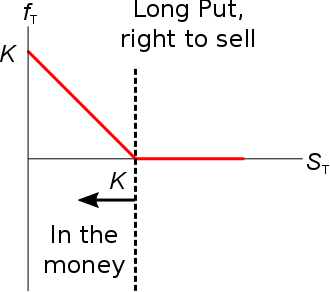 f_T
Long Put,
right to sell
K
K
S_T
In the
money